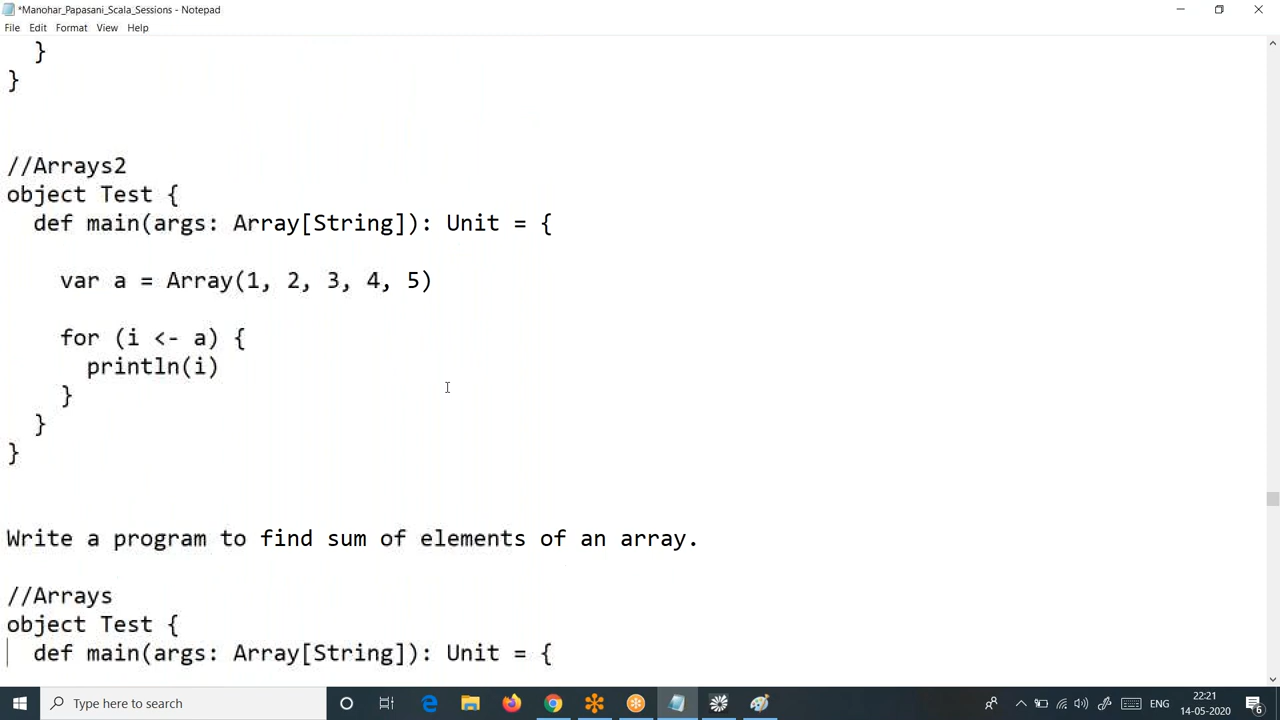 *Manohar_Papasani_Scala_Sessions - Notepad
File Edit Format View Help
}
}
//Arrays2
object Test {
def main(args: Array[String]): Unit = {
var a = Array(1, 2, 3, 4, 5)
for (i <- a) {
println(i)
}
}
}
Write a program to find sum of elements of an array.
//Arrays
object Test {
def main(args: Array[String]): Unit = {
Type here to search
ENG
22:21
14-05-2020
6